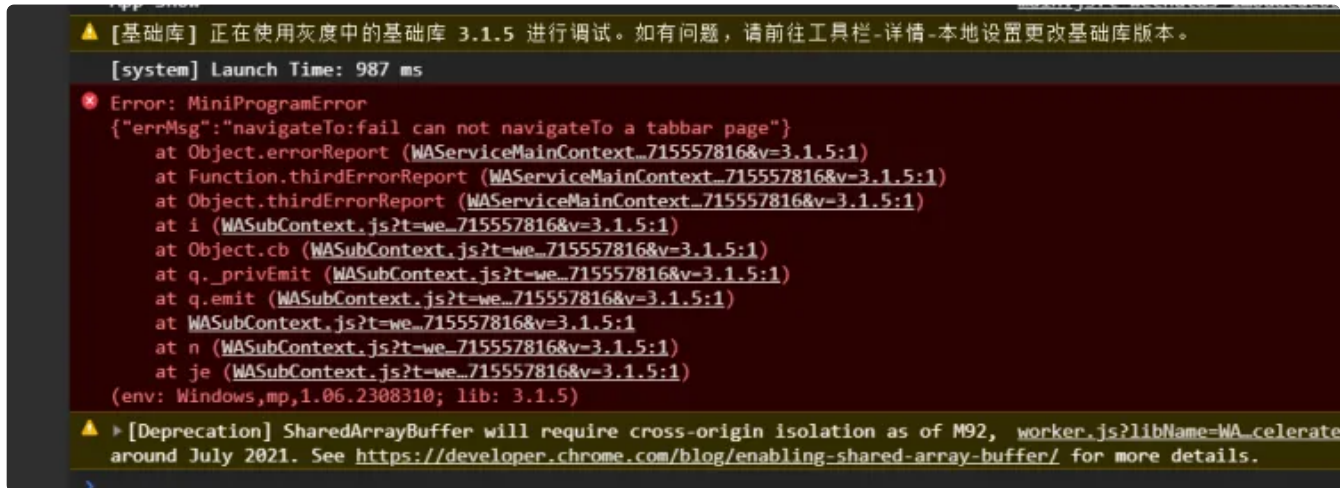 App Show
⚠ [基础库] 正在使用灰度中的基础库 3.1.5 进行调试。如有问题，请前往工具栏-详情-本地设置更改基础库版本。
[system] Launch Time: 987 ms
Error: MiniProgramError
{"errMsg":"navigateTo:fail can not navigateTo a tabbar page"}
at Object.errorReport (WAServiceMainContext…715557816&v=3.1.5:1)
at Function.thirdErrorReport (WAServiceMainContext…715557816&v=3.1.5:1)
at Object.thirdErrorReport (WAServiceMainContext…715557816&v=3.1.5:1)
at i (WASubContext.js?t=we…715557816&v=3.1.5:1)
at Object.cb (WASubContext.js?t=we…715557816&v=3.1.5:1)
at q._privEmit (WASubContext.js?t=we…715557816&v=3.1.5:1)
at q.emit (WASubContext.js?t=we…715557816&v=3.1.5:1)
at WASubContext.js?t=we…715557816&v=3.1.5:1
at n (WASubContext.js?t=we…715557816&v=3.1.5:1)
at je (WASubContext.js?t=we…715557816&v=3.1.5:1)
(env: Windows,mp,1.06.2308310; lib: 3.1.5)
[Deprecation] SharedArrayBuffer will require cross-origin isolation as of M92, worker.js?libName=WA…celerate
around July 2021. See https://developer.chrome.com/blog/enabling-shared-array-buffer/ for more details.